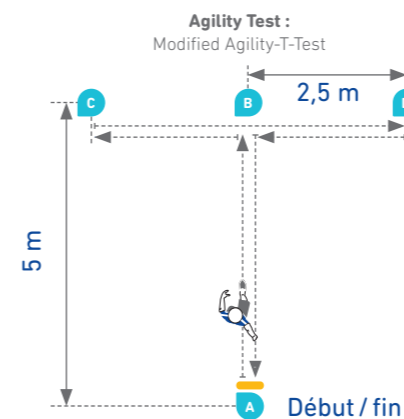 Agility Test :
Modified Agility-T-Test
C
B
2,5 m
5 m
A
Début / fin